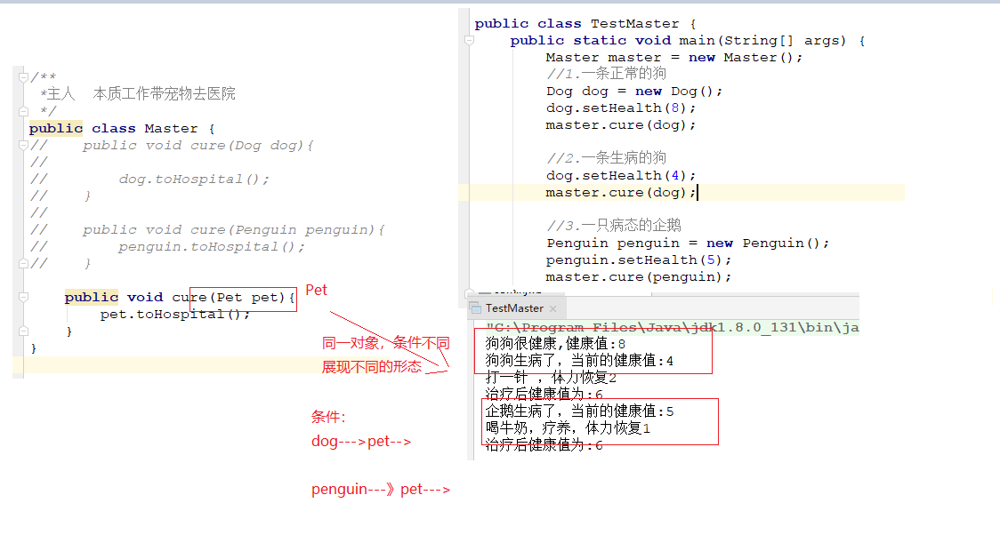 /**
*主人  本质工作带宠物去医院
*/
public class Master {
//    public void cure(Dog dog){
//
//        dog.toHospital();
//    }
//
//    public void cure(Penguin penguin){
//        penguin.toHospital();
//    }
public void cure(Pet pet){
pet.toHospital();
}
}
Pet
同一对象，条件不同
展现不同的形态
条件：
dog--->pet-->
penguin---》pet--->
public class TestMaster {
public static void main(String[] args) {
Master master = new Master();
//1.一条正常的狗
Dog dog = new Dog();
dog.setHealth(8);
master.cure(dog);
//2.一条生病的狗
dog.setHealth(4);
master.cure(dog);
//3.一只病态的企鹅
Penguin penguin = new Penguin();
penguin.setHealth(5);
master.cure(penguin);
TestMaster ×
"G:\Program Files\Java\jdk1.8.0_131\bin\ja
狗狗很健康,健康值:8
狗狗生病了，当前的健康值:4
打一针 ，体力恢复2
治疗后健康值为:6
企鹅生病了，当前的健康值:5
喝牛奶，疗养，体力恢复1
治疗后健康值为:6